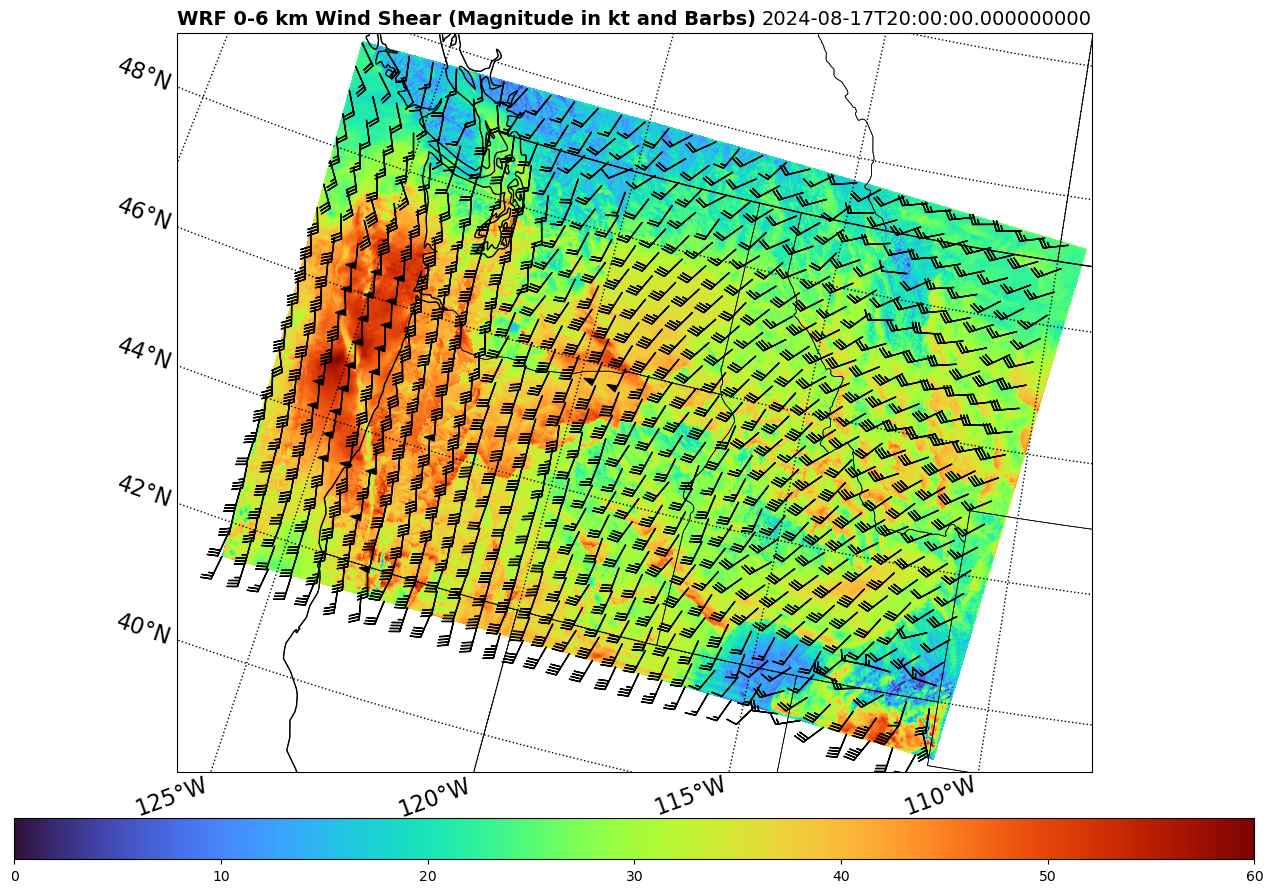 WRF 0-6 km Wind Shear (Magnitude in kt and Barbs) 2024-08-17T20:00:00.000000000
48°N
46°N
44°N
42°N
40°N
125°W 120°W 115°W 110°W
0 10 20 30 40 50 60